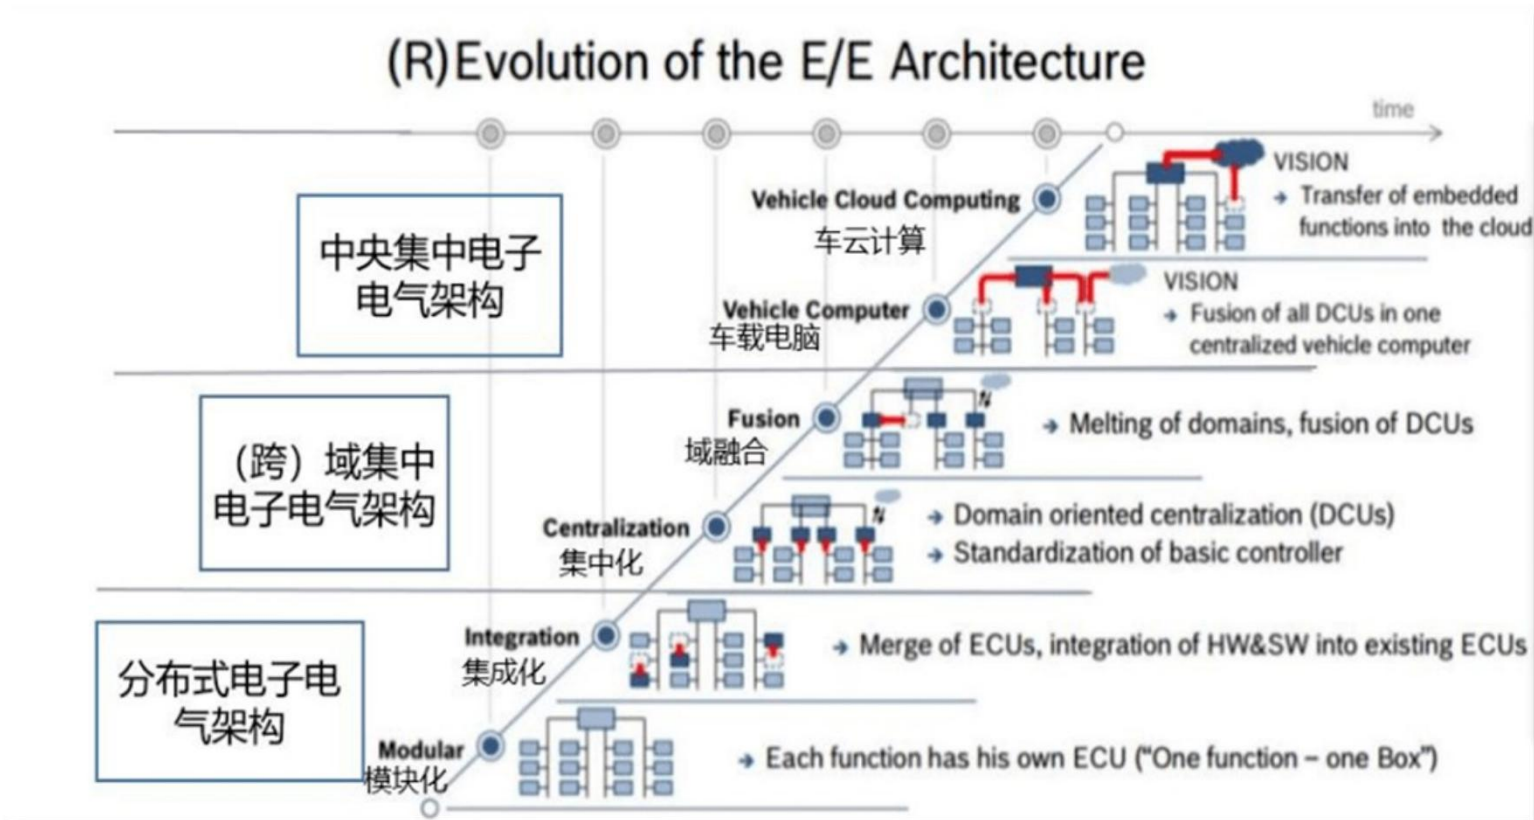 (R)Evolution of the E/E Architecture
time
中央集中电子
电气架构
Vehicle Cloud Computing
车云计算
VISION
Transfer of embedded
functions into the cloud
Vehicle Computer
车载电脑
VISION
Fusion of all DCUs in one
centralized vehicle computer
（跨）域集中
电子电气架构
Fusion
域融合
Melting of domains, fusion of DCUs
Centralization
集中化
Domain oriented centralization (DCUs)
Standardization of basic controller
分布式电子电
气架构
Integration
集成化
Merge of ECUs, integration of HW&SW into existing ECUs
Modular
模块化
Each function has his own ECU (“One function – one Box”)